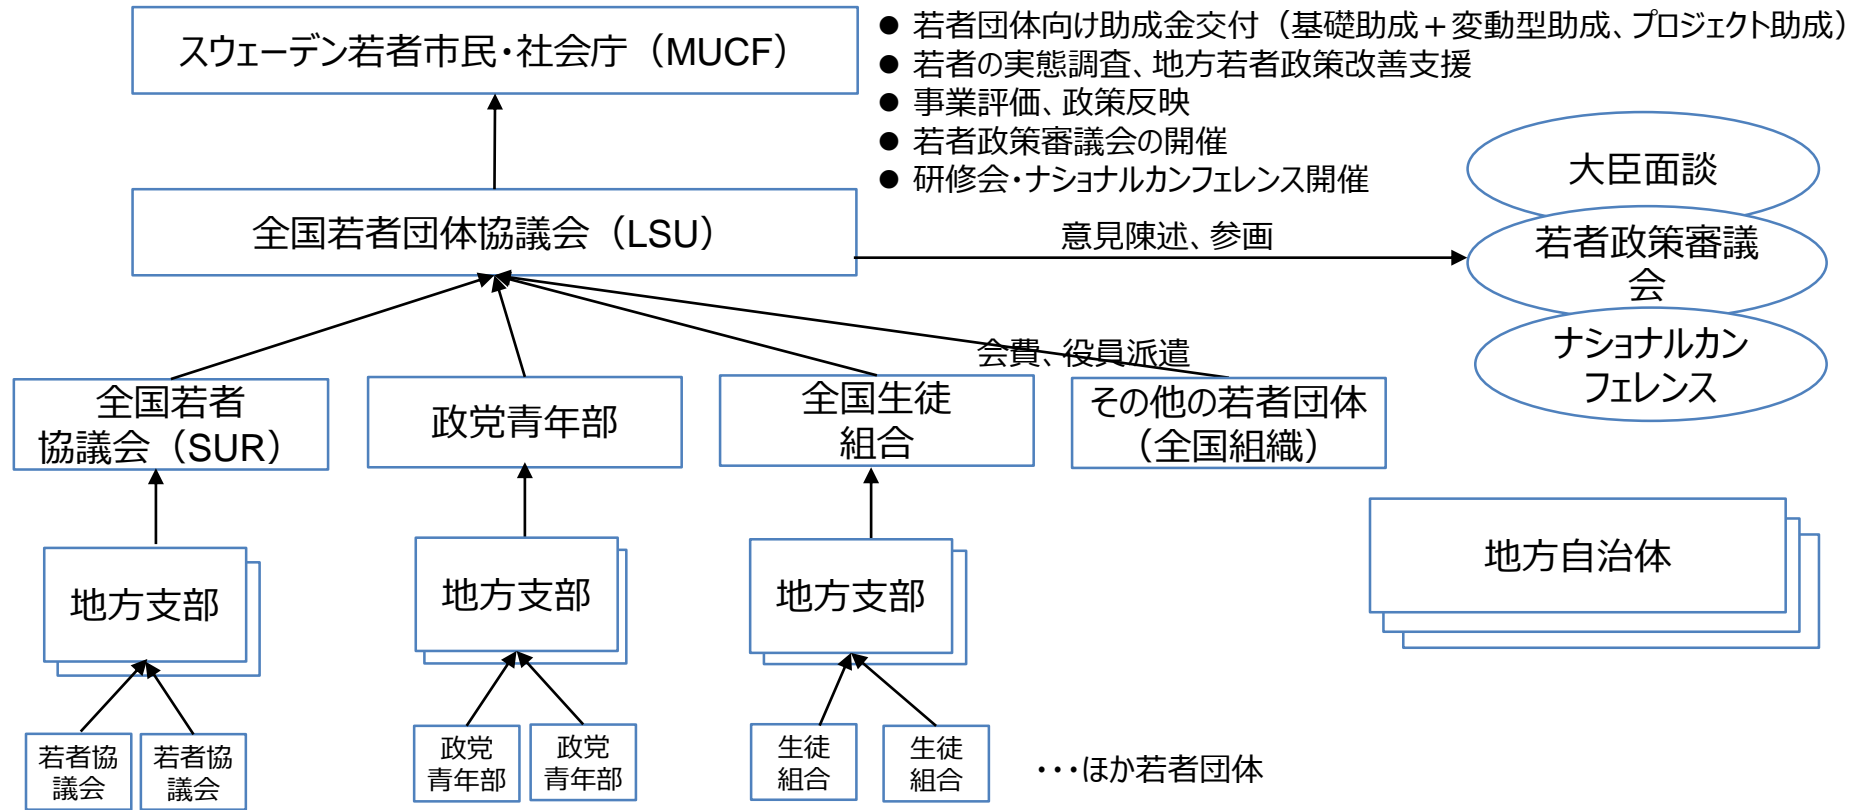 スウェーデン若者市民・社会庁（MUCF）
● 若者団体向け助成金交付（基礎助成＋変動型助成、プロジェクト助成）
● 若者の実態調査、地方若者政策改善支援
● 事業評価、政策反映
● 若者政策審議会の開催
● 研修会・ナショナルカンフェレンス開催
全国若者団体協議会（LSU）
意見陳述、参画
大臣面談
若者政策審議
会
ナショナルカン
フェレンス
会費、役員派遣
全国若者
協議会（SUR）
政党青年部
全国生徒
組合
その他の若者団体
（全国組織）
地方支部
地方支部
地方支部
地方自治体
若者協
議会
若者協
議会
政党
青年部
政党
青年部
生徒
組合
生徒
組合
・・・ほか若者団体